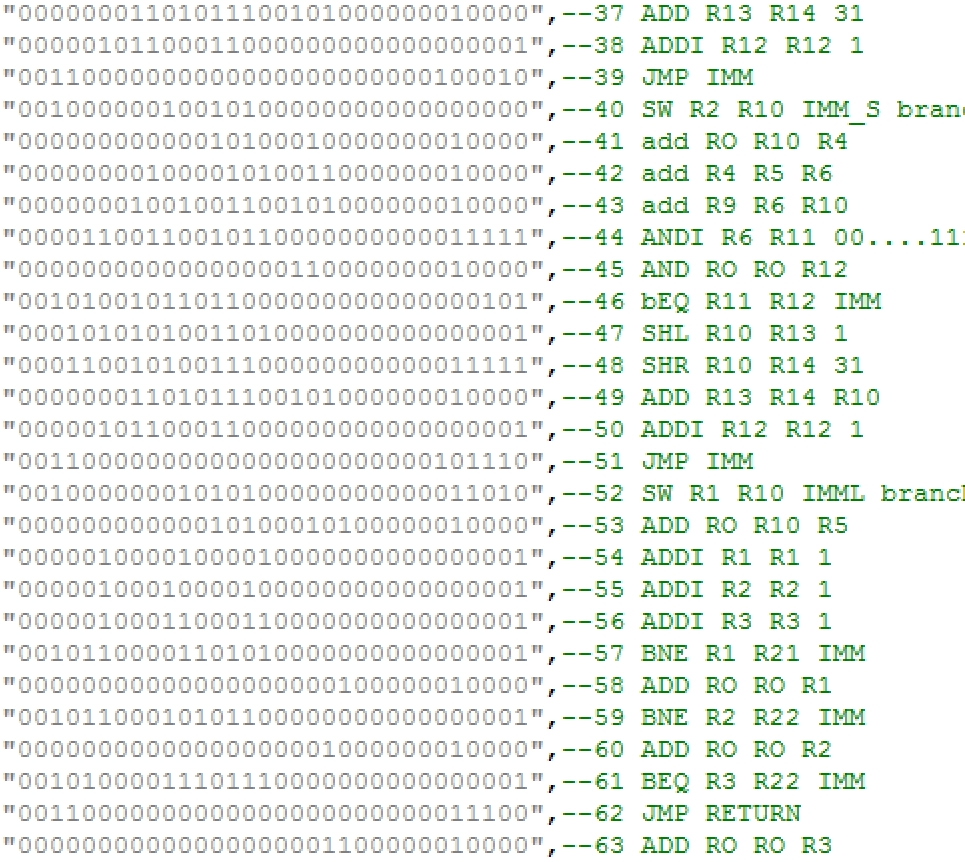 "00000001101011100101000000010000",--37 ADD R13 R14 31
"00000101100011000000000000000001",--38 ADDI R12 R12 1
"00110000000000000000000000100010",--39 JMP IMM
"00100000010010100000000000000000",--40 SW R2 R10 IMM_S bran
"00000000000010100010000000010000",--41 add RO R10 R4
"00000000100001010011000000010000",--42 add R4 R5 R6
"00000001001001100101000000010000",--43 add R9 R6 R10
"00001100110010110000000000011111",--44 ANDI R6 R11 00....111
"00000000000000000110000000010000",--45 AND RO RO R12
"00101001011011000000000000000101",--46 bEQ R11 R12 IMM
"00010101010011010000000000000001",--47 SHL R10 R13 1
"00011001010011100000000000011111",--48 SHR R10 R14 31
"00000001101011100101000000010000",--49 ADD R13 R14 R10
"00000101100011000000000000000001",--50 ADDI R12 R12 1
"00110000000000000000000000101110",--51 JMP IMM
"00100000001010100000000000011010",--52 SW R1 R10 IMML branc
"00000000000010100010100000010000",--53 ADD RO R10 R5
"00000100001000010000000000000001",--54 ADDI R1 R1 1
"00000100010000100000000000000001",--55 ADDI R2 R2 1
"00000100011000110000000000000001",--56 ADDI R3 R3 1
"00101100001101010000000000000001",--57 BNE R1 R21 IMM
"00000000000000000000100000010000",--58 ADD RO RO R1
"00101100010101100000000000000001",--59 BNE R2 R22 IMM
"00000000000000000001000000010000",--60 ADD RO RO R2
"00101000011101110000000000000001",--61 BEQ R3 R22 IMM
"00110000000000000000000000011100",--62 JMP RETURN
"00000000000000000001100000010000",--63 ADD RO RO R3